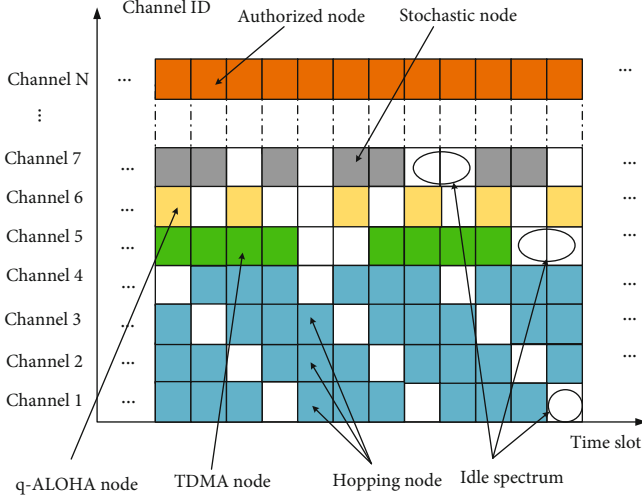 Channel ID
Authorized node
Stochastic node
Channel N
...
...
⋮
Channel 7
...
...
Channel 6
...
...
Channel 5
...
...
Channel 4
...
...
Channel 3
...
...
Channel 2
...
...
Channel 1
...
...
Time slot
q-ALOHA node
TDMA node
Hopping node
Idle spectrum